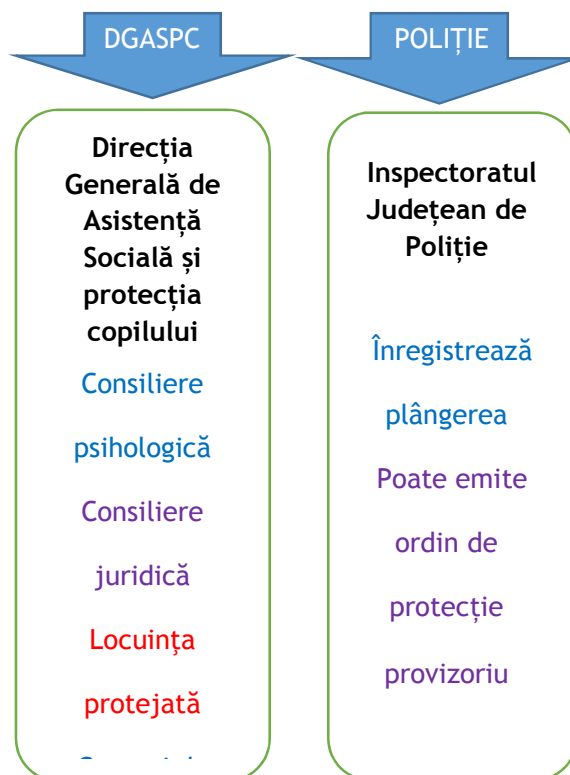 DGASPC
Direcția
Generală de
Asistență
Socială și
protecția
copilului
Consiliere
psihologică
Consiliere
juridică
Locuinţa
protejată
POLIȚIE
Inspectoratul
Județean de
Poliție
Înregistrează
plângerea
Poate emite
ordin de
protecție
provizoriu